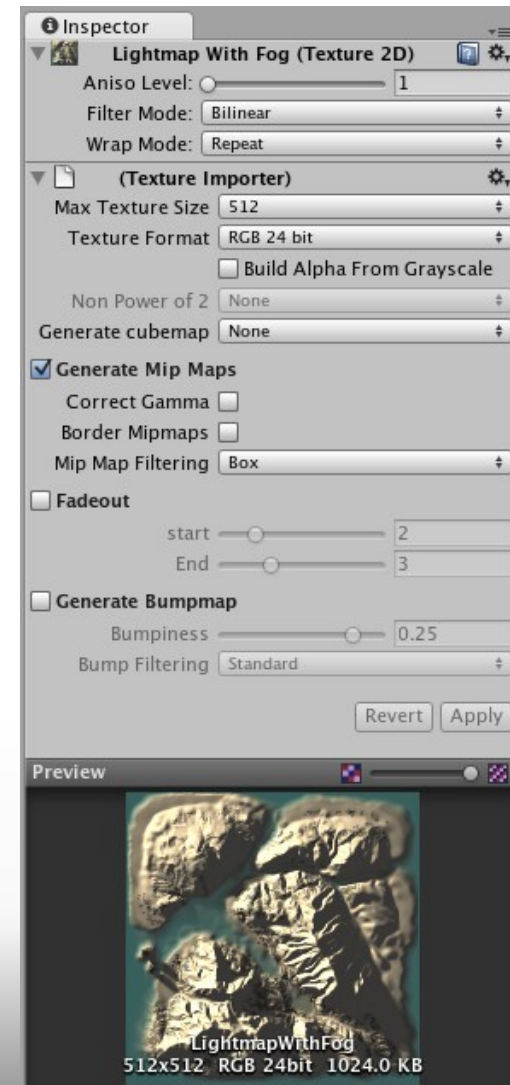 Inspector
Lightmap With Fog (Texture 2D)
Aniso Level: 1
Filter Mode: Bilinear
Wrap Mode: Repeat
(Texture Importer)
Max Texture Size 512
Texture Format RGB 24 bit
Build Alpha From Grayscale
Non Power of 2 None
Generate cubemap None
Generate Mip Maps
Correct Gamma
Border Mipmaps
Mip Map Filtering Box
Fadeout
start 2
End 3
Generate Bumpmap
Bumpiness 0.25
Bump Filtering Standard
Revert Apply
Preview
LightmapWithFog
512x512 RGB 24bit 1024.0 KB